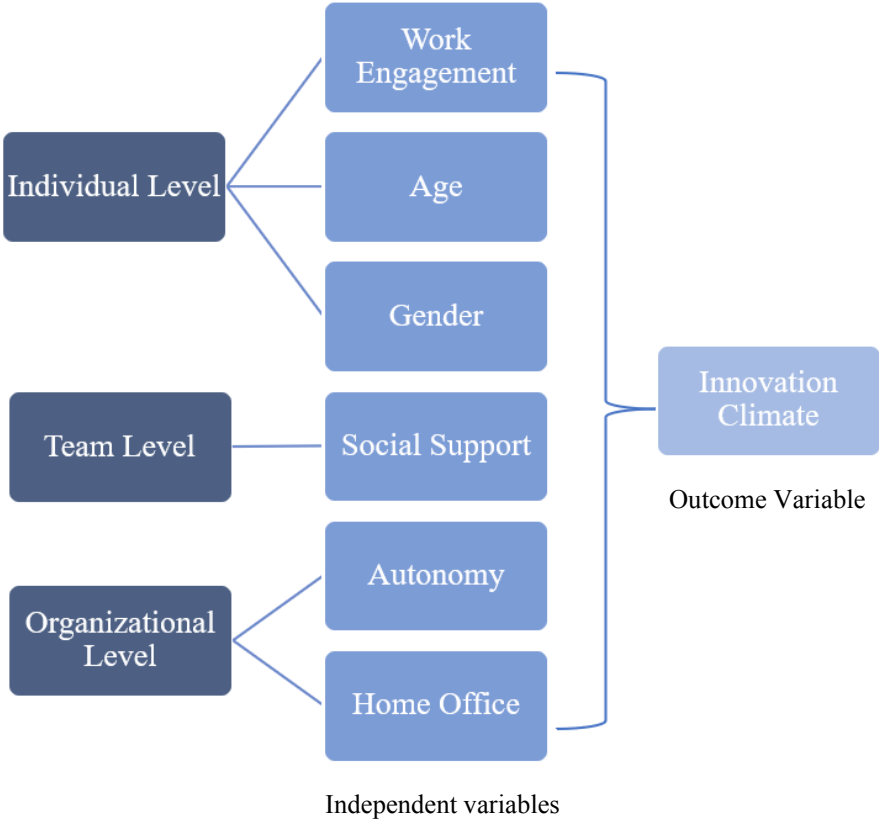 Work
Engagement
Individual Level
Age
Gender
Innovation
Climate
Team Level
Social Support
Outcome Variable
Autonomy
Organizational
Level
Home Office
Independent variables